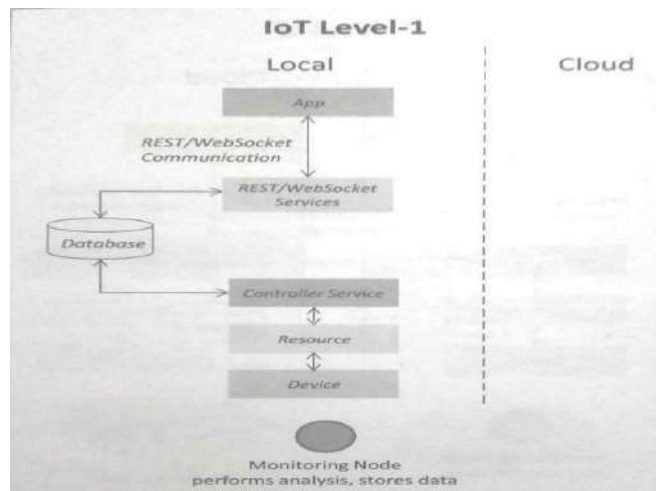 IoT Level-1
Local
Cloud
App
REST/WebSocket
Communication
REST/WebSocket
Services
Database
Controller Service
Resource
Device
Monitoring Node
performs analysis, stores data